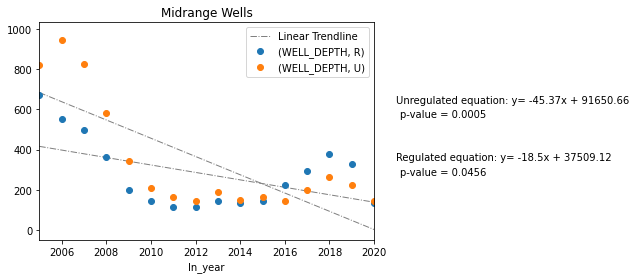 Midrange Wells
1000
800
600
400
200
0
2006
2008
2010
2012
2014
2016
2018
2020
In_year
Linear Trendline
(WELL_DEPTH, R)
(WELL_DEPTH, U)
Unregulated equation: y= -45.37x + 91650.66
p-value = 0.0005
Regulated equation: y= -18.5x + 37509.12
p-value = 0.0456